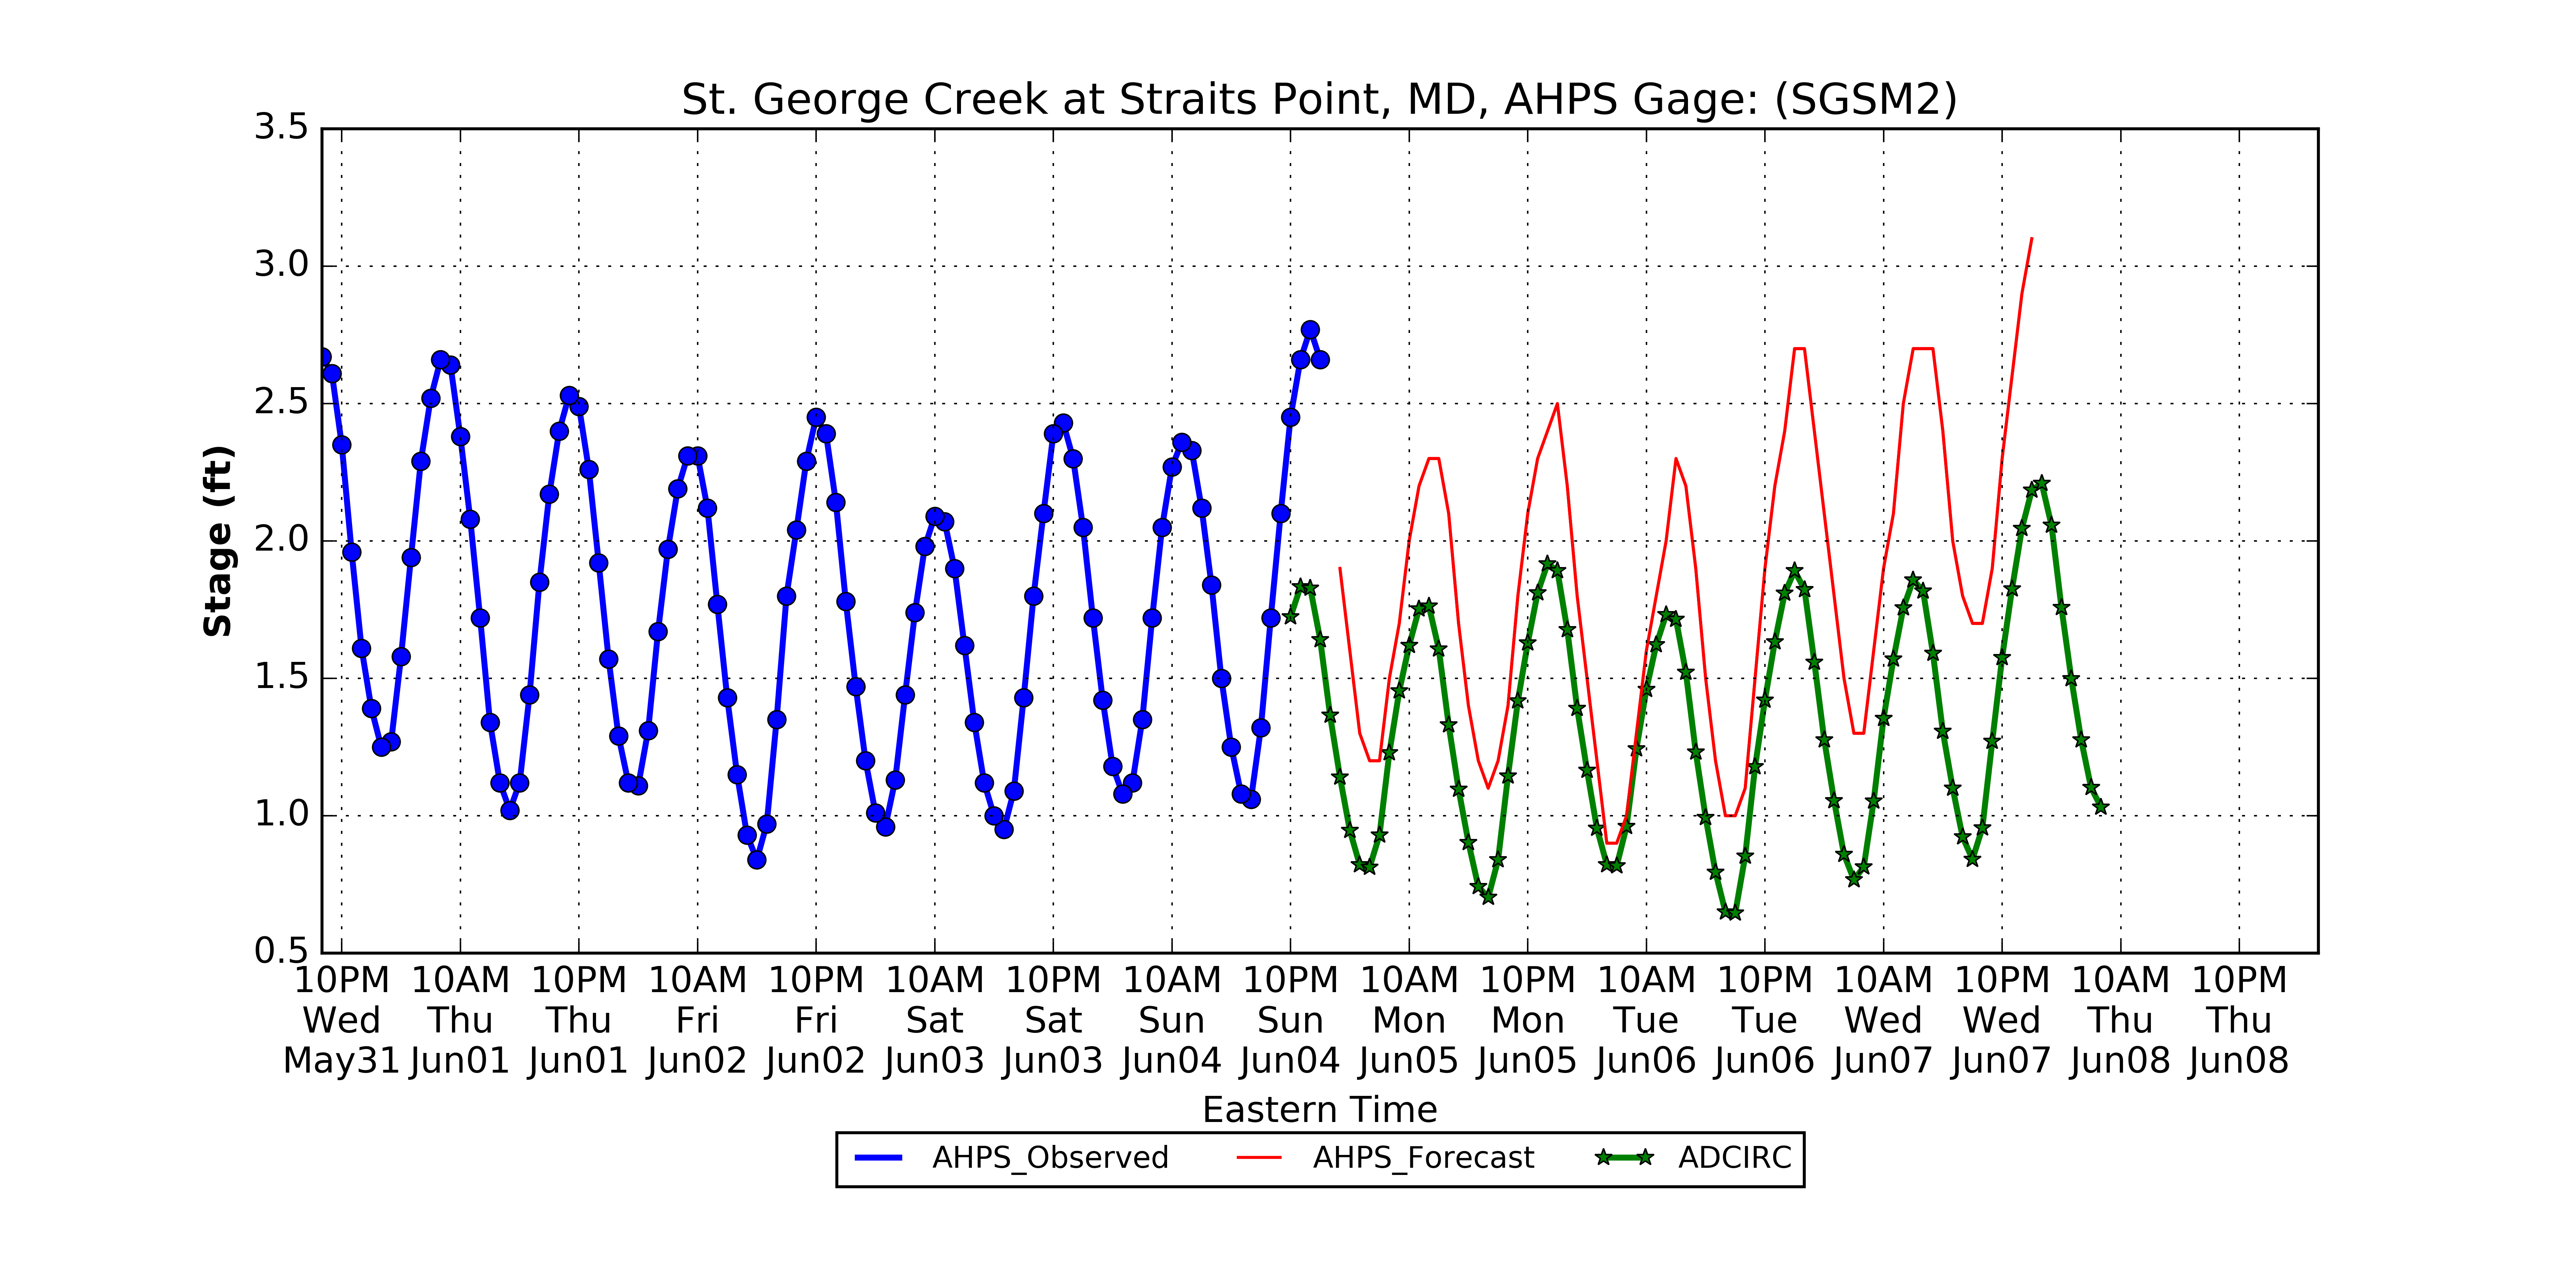 St. George Creek at Straits Point, MD, AHPS Gage: (SGSM2)
3.5
3.0
2.5
2.0
1.5
1.0
0.5
Stage (ft)
10PM 10AM 10PM 10AM 10PM 10AM 10PM 10AM 10PM 10AM 10PM 10AM 10PM 10AM 10PM 10AM 10PM
Wed Thu Thu Fri Fri Sat Sat Sun Sun Mon Mon Tue Tue Wed Wed Thu Thu
May31 Jun01 Jun01 Jun02 Jun02 Jun03 Jun03 Jun04 Jun04 Jun05 Jun05 Jun06 Jun06 Jun07 Jun07 Jun08 Jun08
Eastern Time
AHPS_Observed AHPS_Forecast ADCIRC